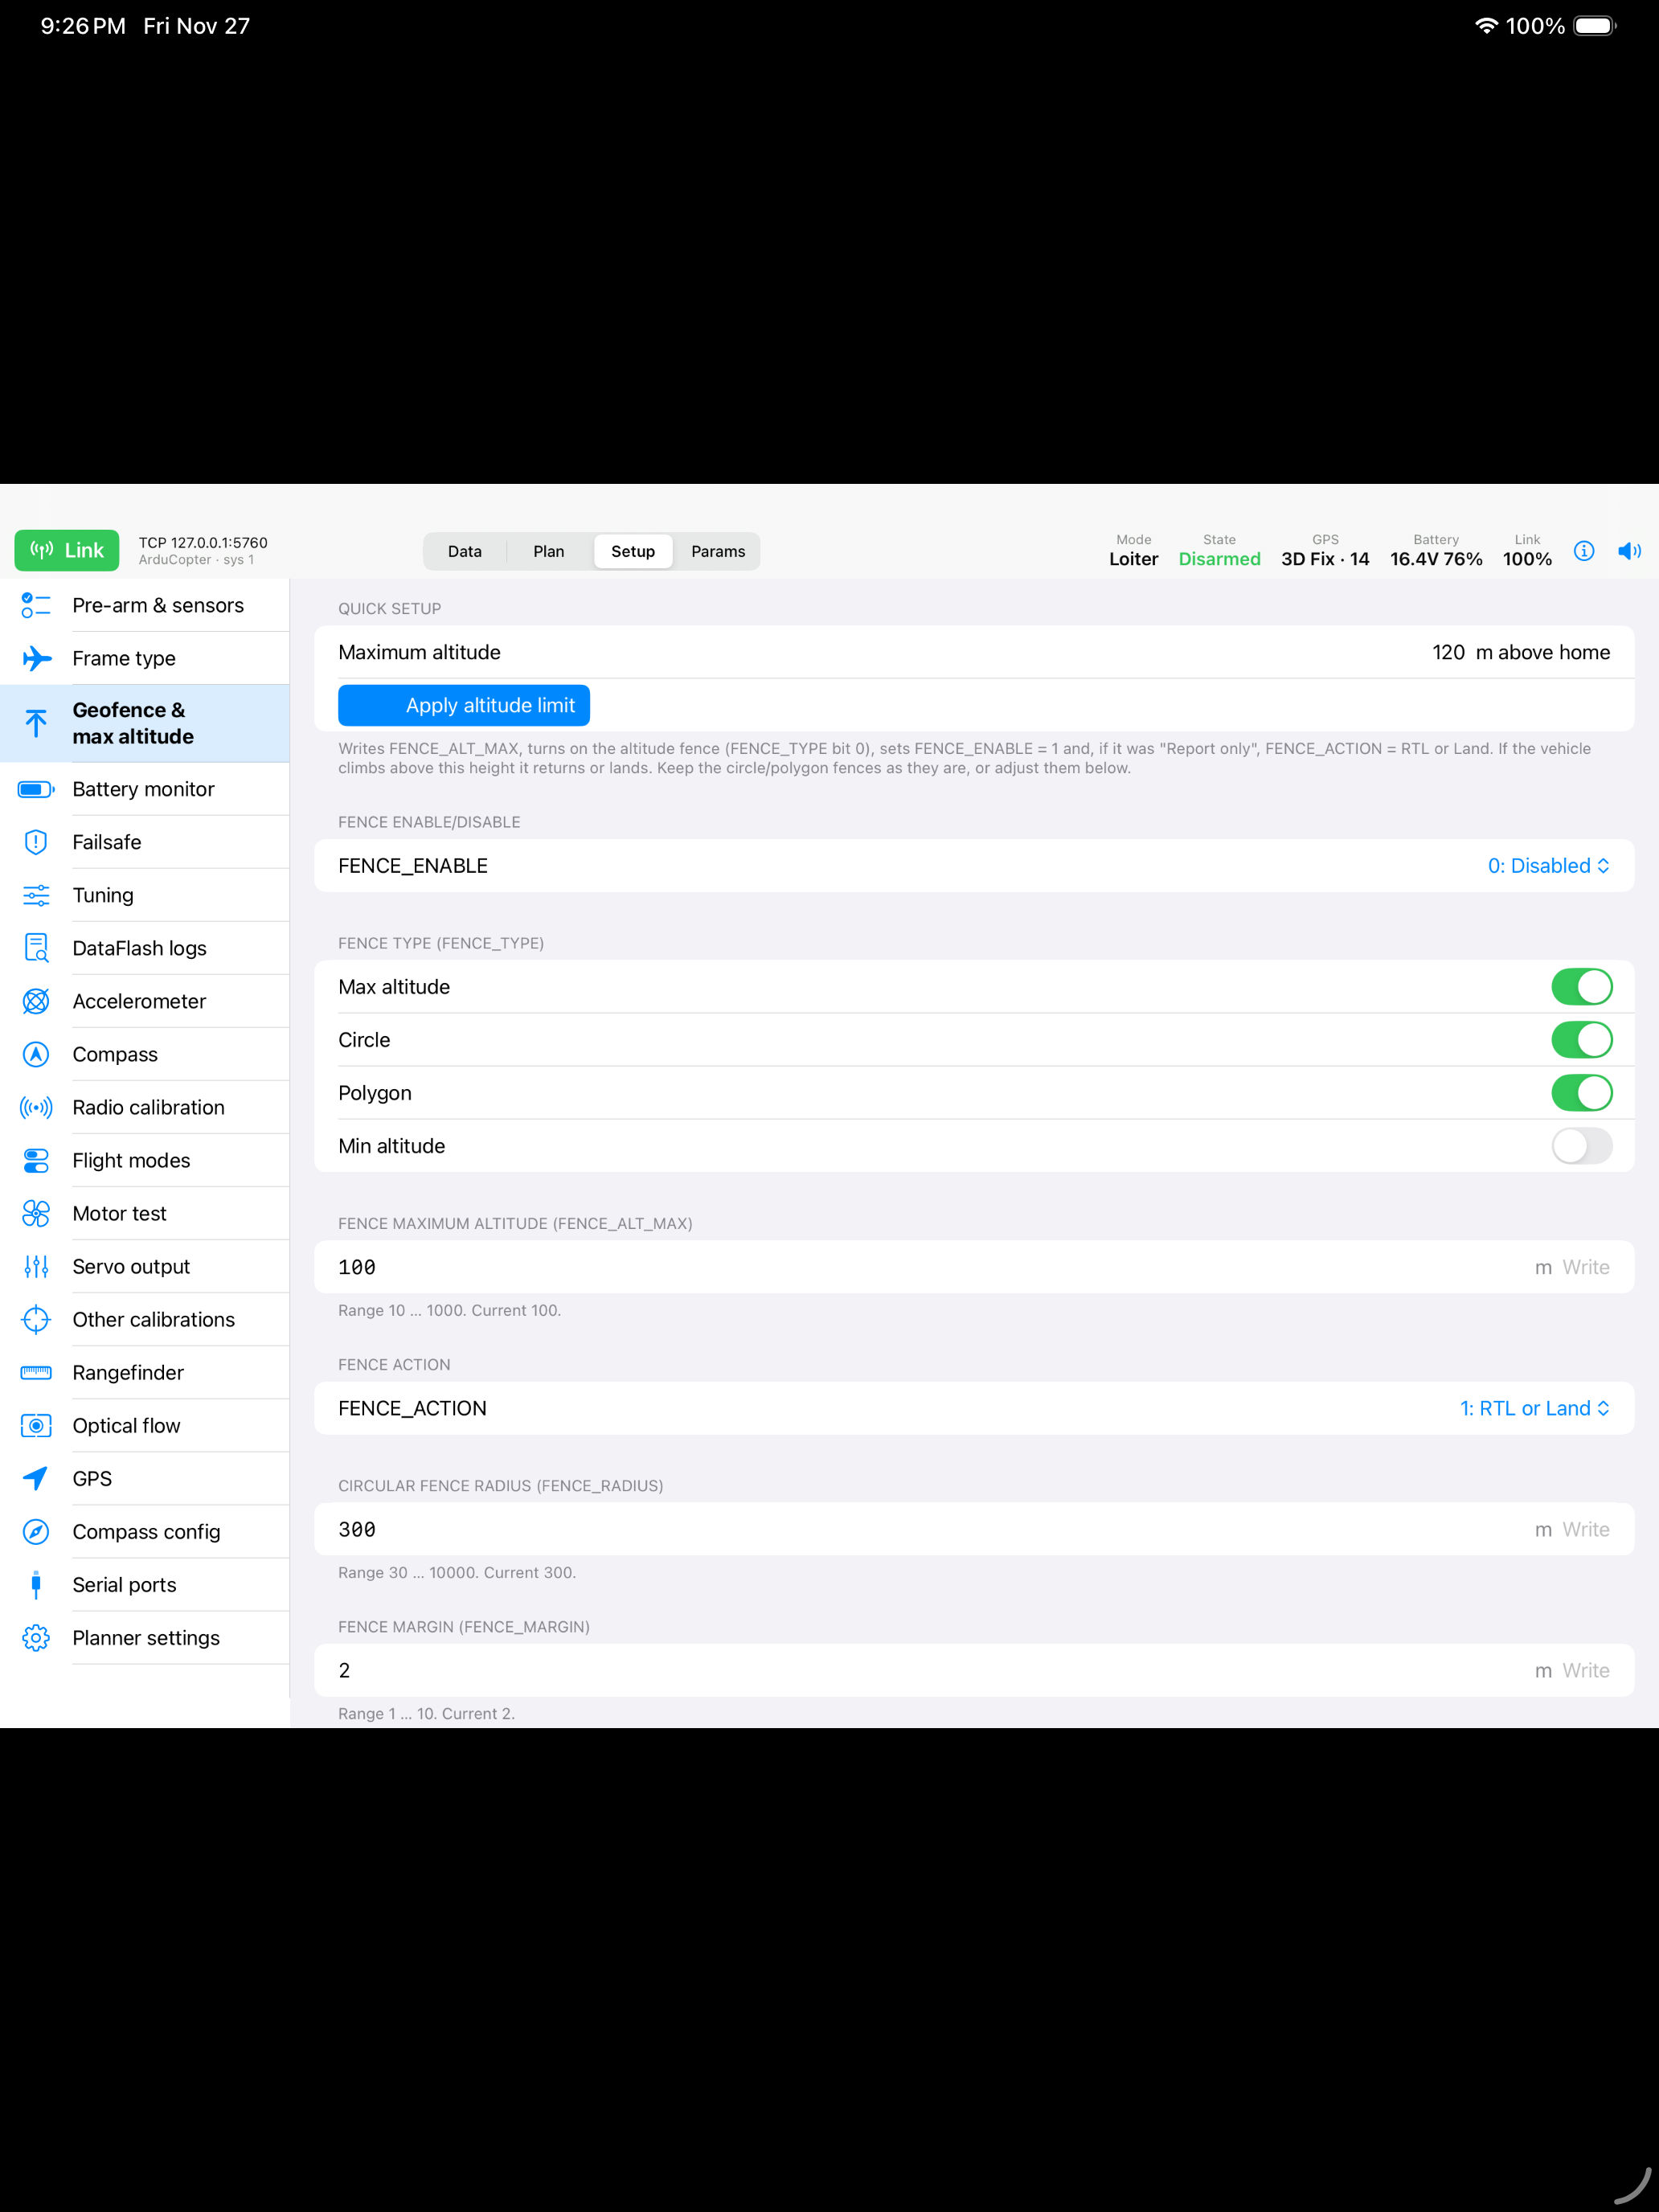 9:26 PM Fri Nov 27
100%
Link
TCP 127.0.0.1:5760
ArduCopter · sys 1
Data
Plan
Setup
Params
Mode
Loiter
State
Disarmed
GPS
3D Fix · 14
Battery
16.4V 76%
Link
100%
Pre-arm & sensors
Frame type
Geofence &
max altitude
Battery monitor
Failsafe
Tuning
DataFlash logs
Accelerometer
Compass
Radio calibration
Flight modes
Motor test
Servo output
Other calibrations
Rangefinder
Optical flow
GPS
Compass config
Serial ports
Planner settings
QUICK SETUP
Maximum altitude 120 m above home
Apply altitude limit
Writes FENCE_ALT_MAX, turns on the altitude fence (FENCE_TYPE bit 0), sets FENCE_ENABLE = 1 and, if it was "Report only", FENCE_ACTION = RTL or Land. If the vehicle
climbs above this height it returns or lands. Keep the circle/polygon fences as they are, or adjust them below.
FENCE ENABLE/DISABLE
FENCE_ENABLE 0: Disabled
FENCE TYPE (FENCE_TYPE)
Max altitude
Circle
Polygon
Min altitude
FENCE MAXIMUM ALTITUDE (FENCE_ALT_MAX)
100 m Write
Range 10 ... 1000. Current 100.
FENCE ACTION
FENCE_ACTION 1: RTL or Land
CIRCULAR FENCE RADIUS (FENCE_RADIUS)
300 m Write
Range 30 ... 10000. Current 300.
FENCE MARGIN (FENCE_MARGIN)
2 m Write
Range 1 ... 10. Current 2.